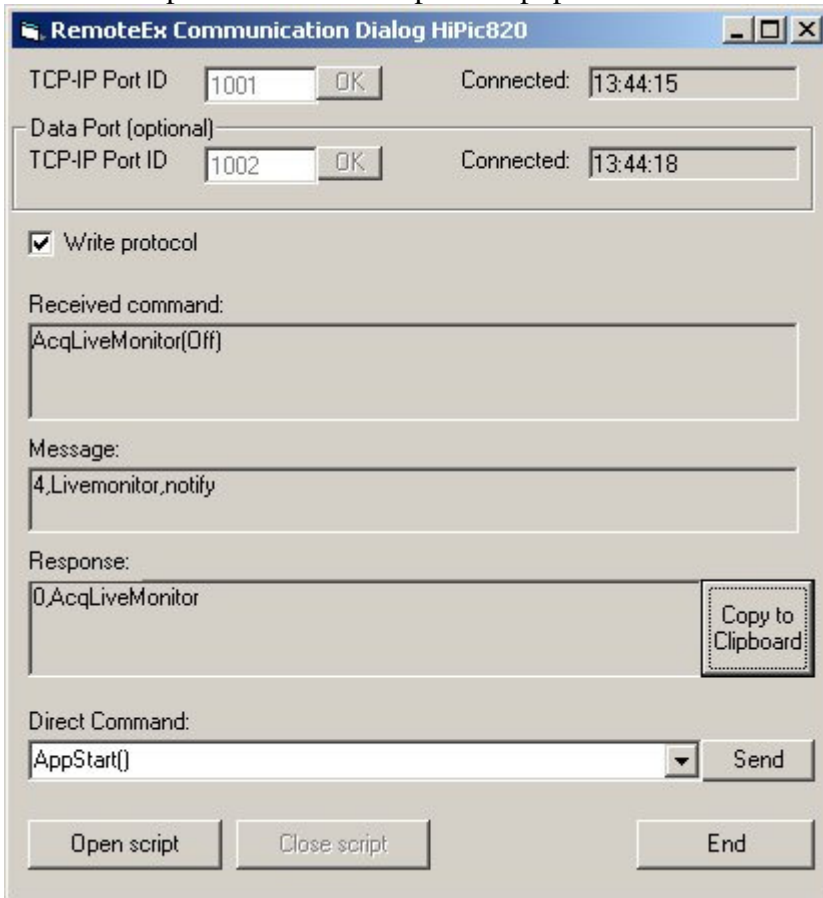 RemoteEx Communication Dialog HiPic820
TCP-IP Port ID 1001 OK Connected: 13:44:15
Data Port (optional)
TCP-IP Port ID 1002 OK Connected: 13:44:18
Write protocol
Received command:
AcqLiveMonitor(Off)
Message:
4,Livemonitor,notify
Response:
0,AcqLiveMonitor
Copy to
Clipboard
Direct Command:
AppStart()
Send
Open script Close script End